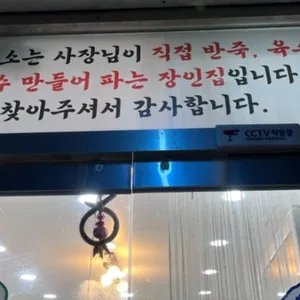 소는 사장님이 직접 반죽, 육
만들어 파는 장인집입니다
찾아주셔서 감사합니다.
CCTV 작동중